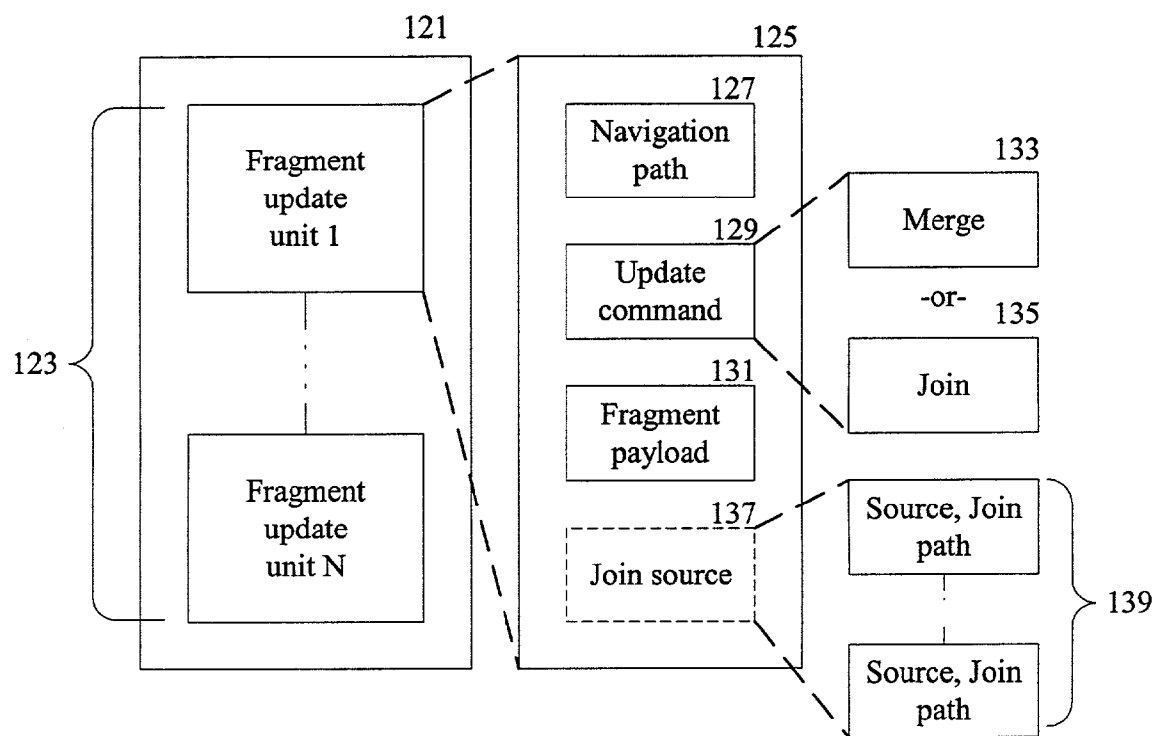 121
125
123
Fragment
update
unit 1
Fragment
update
unit N
127
Navigation
path
129
Update
command
131
Fragment
payload
137
Join source
133
Merge
-or-
135
Join
Source, Join
path
Source, Join
path
139